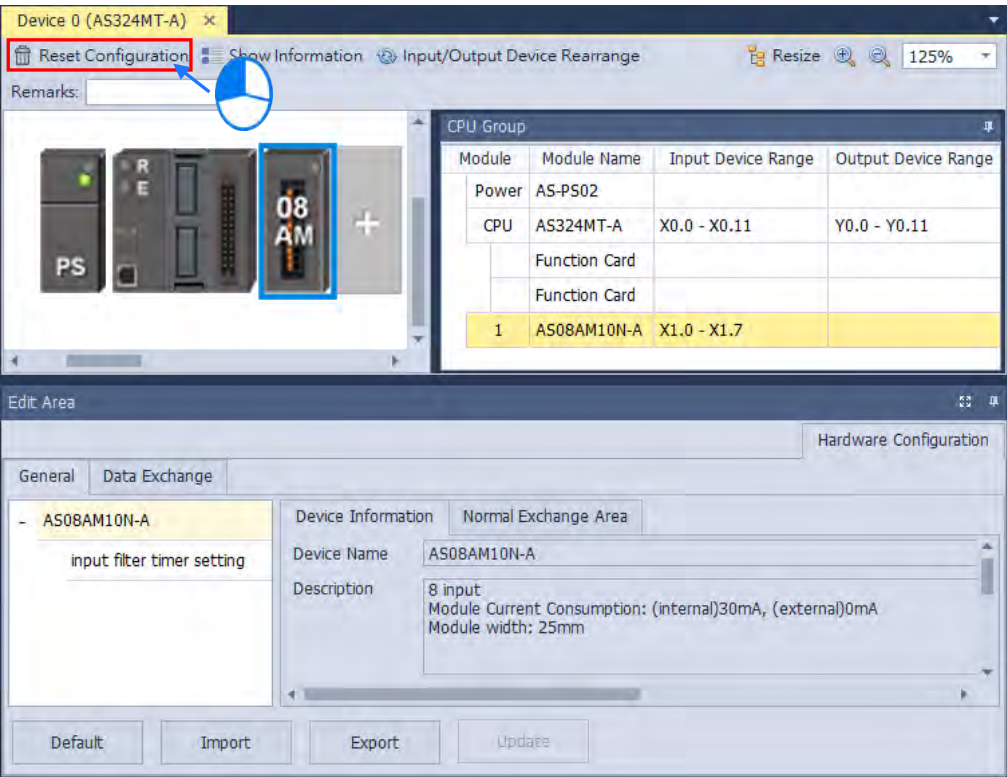 Device 0 (AS324MT-A) ×
Reset Configuration Show Information Input/Output Device Rearrange Resize 125%
Remarks:
CPU Group
Module Module Name Input Device Range Output Device Range
Power AS-PS02
CPU AS324MT-A X0.0 - X0.11 Y0.0 - Y0.11
Function Card
Function Card
1 AS08AM10N-A X1.0 - X1.7
R
E
PS
08
AM
+
Edit Area
Hardware Configuration
General Data Exchange
- AS08AM10N-A
input filter timer setting
Device Information Normal Exchange Area
Device Name AS08AM10N-A
Description 8 input
Module Current Consumption: (internal)30mA, (external)0mA
Module width: 25mm
Default Import Export Update